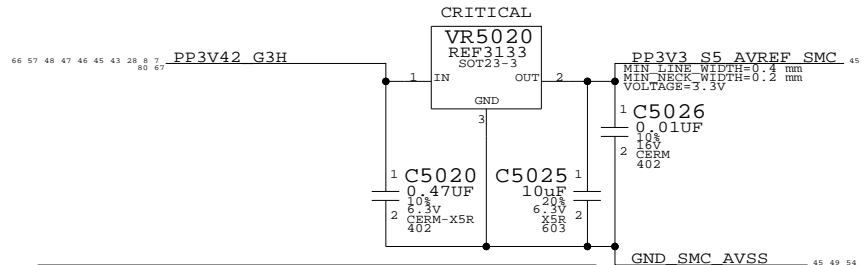 CRITICAL
VR5020
REF3133
SOT23-3
66 57 48 47 46 45 43 28 8 7
80 67
PP3V42_G3H
PP3V3_S5_AVREF_SMC
45
MIN_LINE_WIDTH=0.4 mm
MIN_NECK_WIDTH=0.2 mm
VOLTAGE=3.3V
1
IN
OUT
2
GND
3
1
C5026
0.01UF
10%
16V
CERM
402
2
1
C5020
0.47UF
10%
6.3V
CERM-X5R
402
2
C5025
1
10uF
20%
6.3V
X5R
603
2
GND_SMC_AVSS
45 49 54